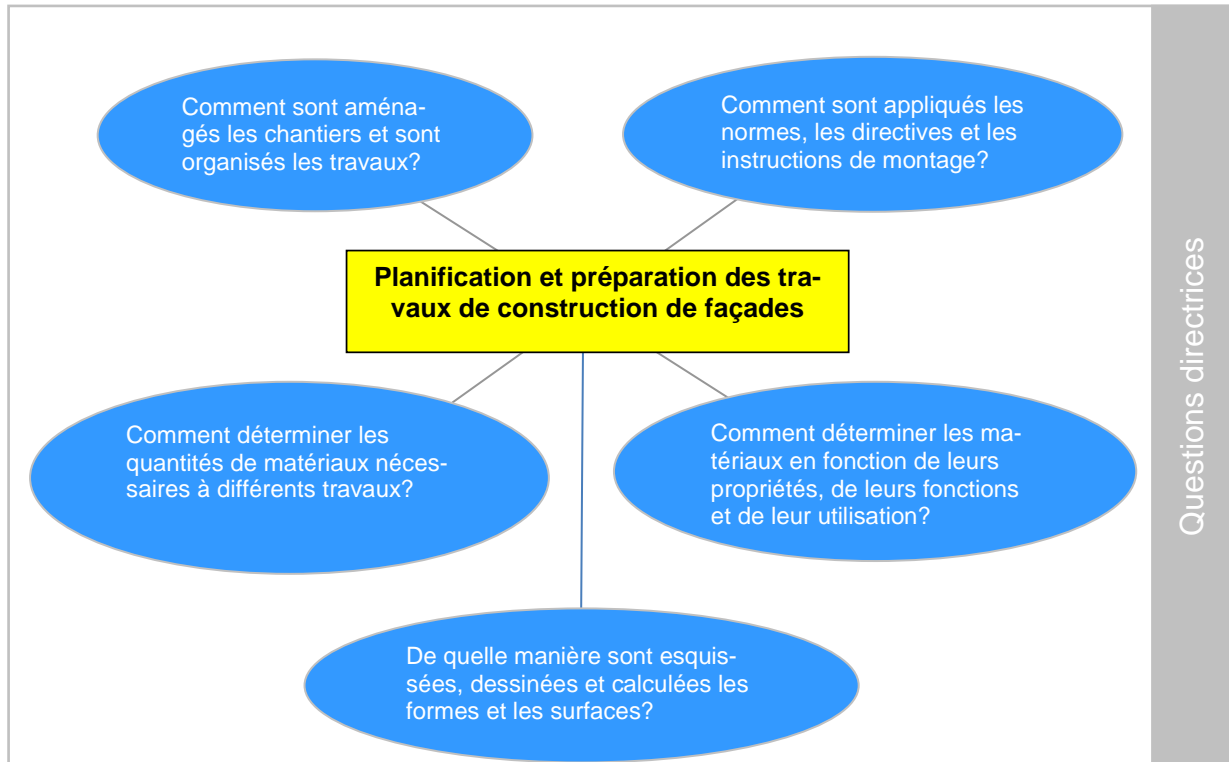 Comment sont aména-
gés les chantiers et sont
organisés les travaux?
Comment sont appliqués les
normes, les directives et les
instructions de montage?
Planification et préparation des tra-
vaux de construction de façades
Comment déterminer les
quantités de matériaux néces-
saires à différents travaux?
Comment déterminer les ma-
tériaux en fonction de leurs
propriétés, de leurs fonctions
et de leur utilisation?
De quelle manière sont esquis-
sées, dessinées et calculées les
formes et les surfaces?
Questions directrices